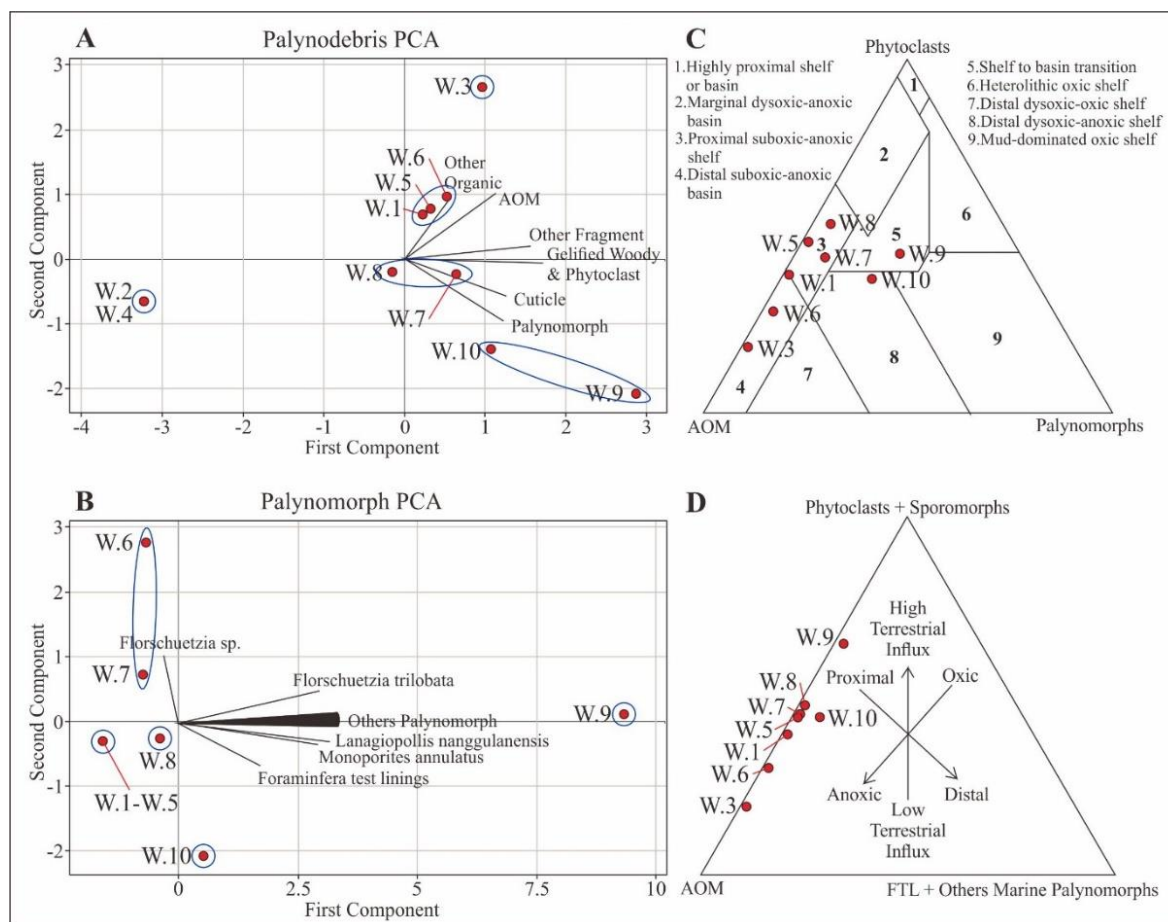 A
Palynodebris PCA
3
2
1
0
-1
-2
-4
-3
-2
-1
0
1
2
3
Second Component
First Component
W.3
W.6
W.5
W.1
Other
Organic
AOM
Other Fragment
Gelified Woody
& Phytoclast
Cuticle
Palynomorph
W.8
W.7
W.2
W.4
W.10
W.9
C
Phytoclasts
1.Highly proximal shelf
or basin
2.Marginal dysoxic-anoxic
basin
3.Proximal suboxic-anoxic
shelf
4.Distal suboxic-anoxic
basin
5.Shelf to basin transition
6.Heterolithic oxic shelf
7.Distal dysoxic-oxic shelf
8.Distal dysoxic-anoxic shelf
9.Mud-dominated oxic shelf
1
2
6
W.8
W.5
3
5
W.9
W.7
W.1
W.10
W.6
W.3
9
8
7
4
AOM
Palynomorphs
B
Palynomorph PCA
3
2
1
0
-1
-2
0
2.5
5
7.5
10
Second Component
First Component
W.6
Florschuetzia sp.
W.7
Florschuetzia trilobata
Others Palynomorph
W.9
Lanagiopollis nanggulanensis
Monoporites annulatus
W.8
Foraminfera test linings
W.1-W.5
W.10
D
Phytoclasts + Sporomorphs
High
Terrestrial
Influx
W.9
Proximal
Oxic
W.8
W.7
W.10
W.5
W.1
W.6
Anoxic
Distal
W.3
Low
Terrestrial
Influx
AOM
FTL + Others Marine Palynomorphs